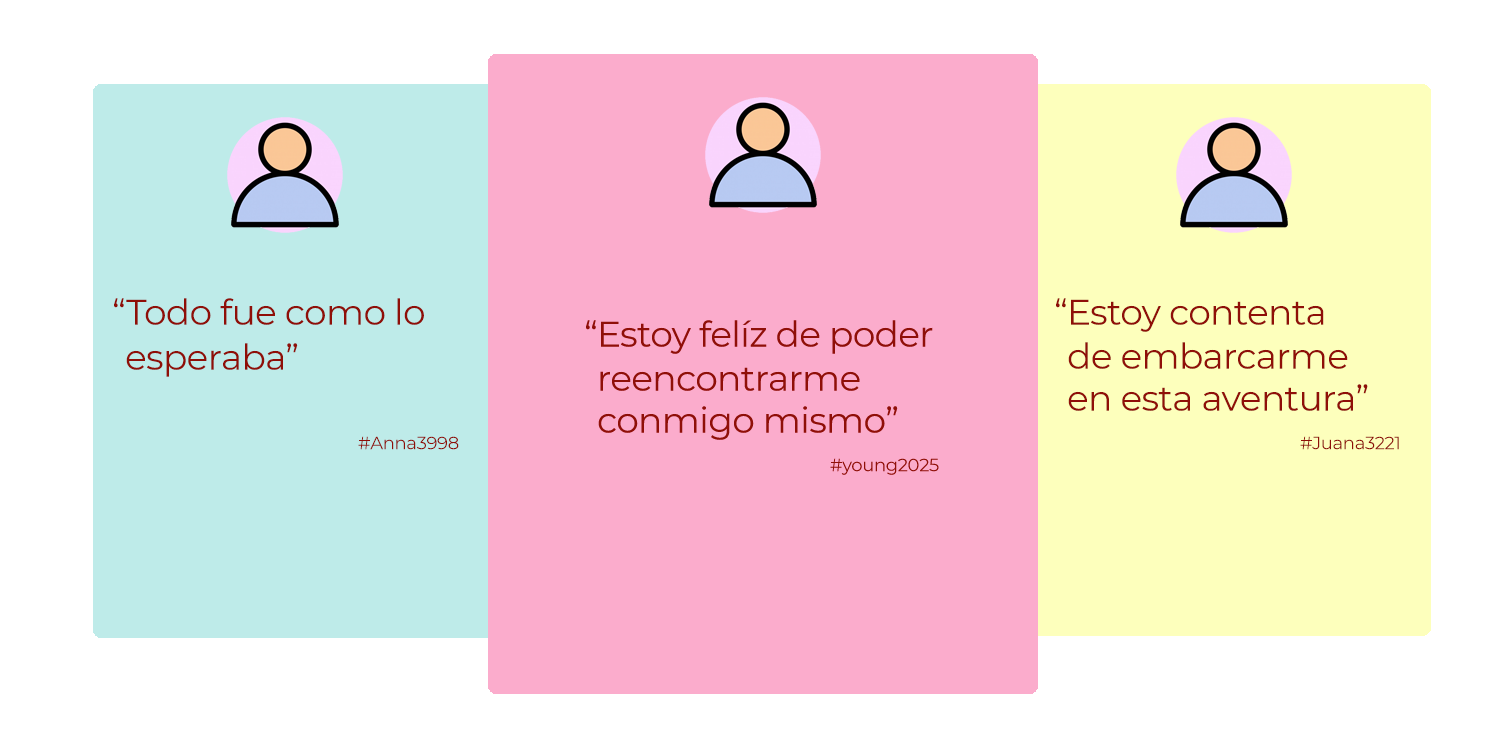 “Todo fue como lo
esperaba”
#Anna3998
“Estoy felíz de poder
reencontrarme
conmigo mismo”
#young2025
“Estoy contenta
de embarcarme
en esta aventura”
#Juana3221